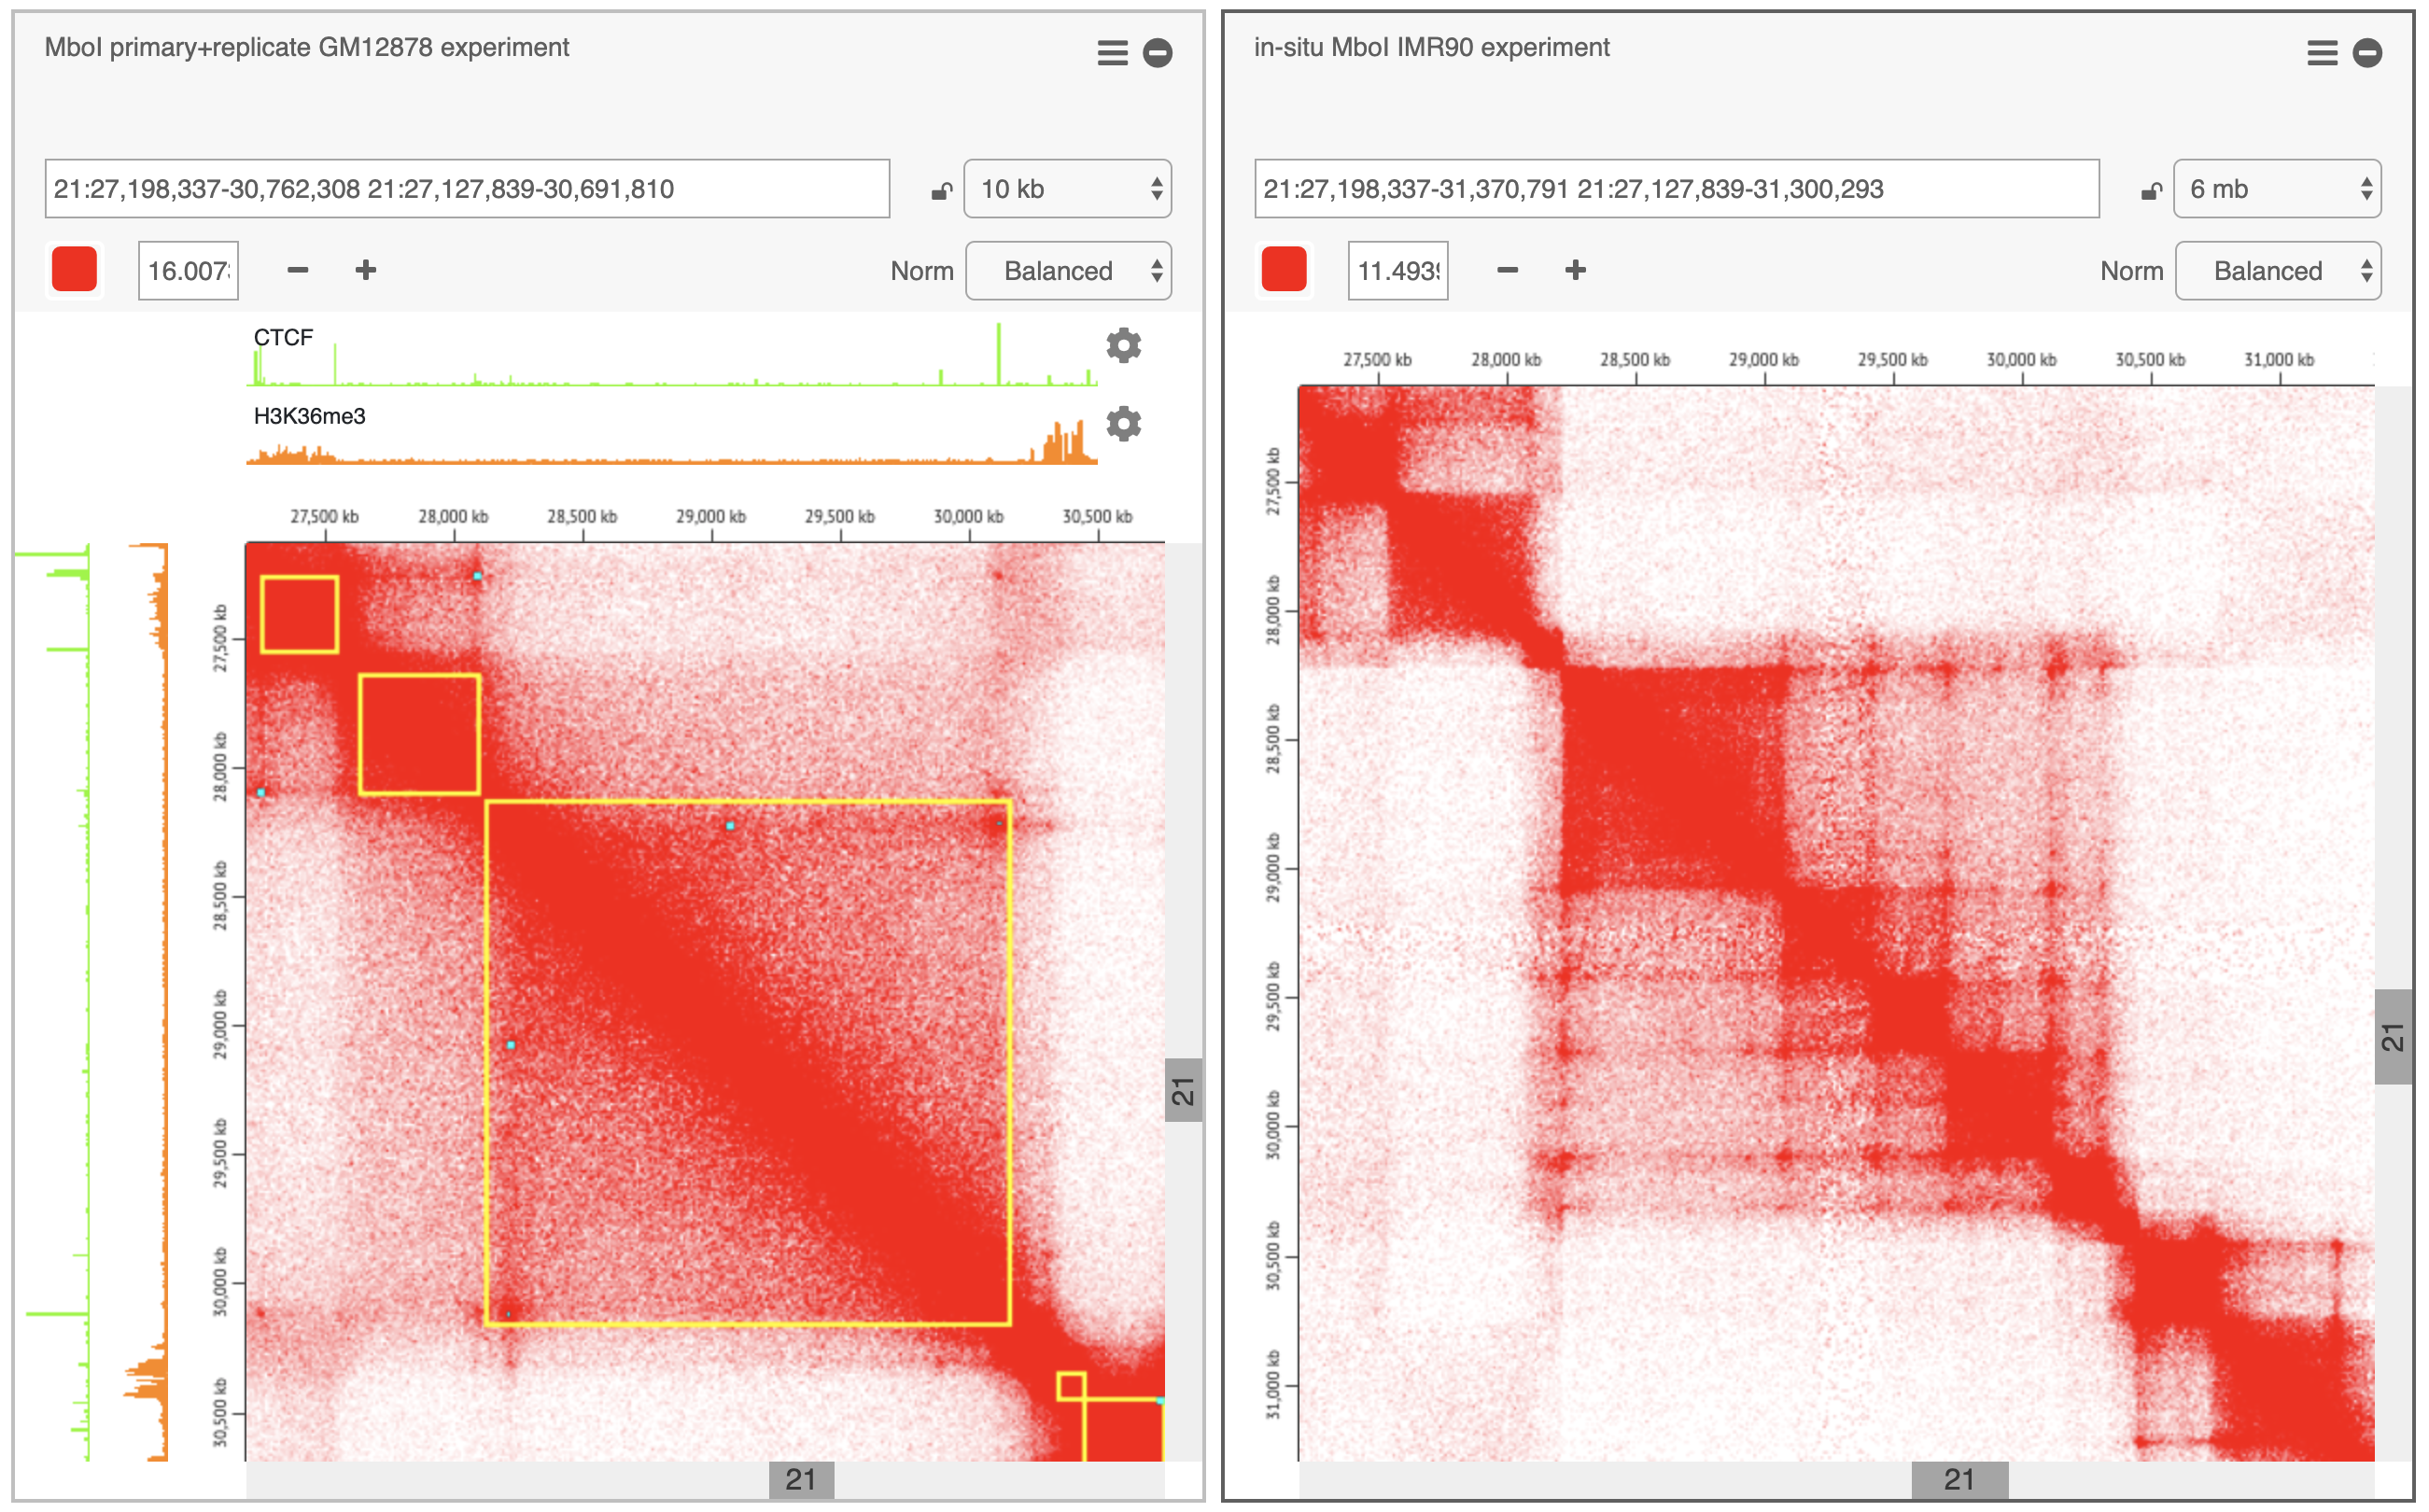 MboI primary+replicate GM12878 experiment
21:27,198,337-30,762,308 21:27,127,839-30,691,810
10 kb
16.007
Norm
Balanced
CTCF
H3K36me3
27,500 kb 28,000 kb 28,500 kb 29,000 kb 29,500 kb 30,000 kb 30,500 kb
27,500 kb
28,000 kb
28,500 kb
29,000 kb
29,500 kb
30,000 kb
30,500 kb
21
21
in-situ MboI IMR90 experiment
21:27,198,337-31,370,791 21:27,127,839-31,300,293
6 mb
11.493
Norm
Balanced
27,500 kb 28,000 kb 28,500 kb 29,000 kb 29,500 kb 30,000 kb 30,500 kb 31,000 kb
27,500 kb
28,000 kb
28,500 kb
29,000 kb
29,500 kb
30,000 kb
30,500 kb
31,000 kb
21
21